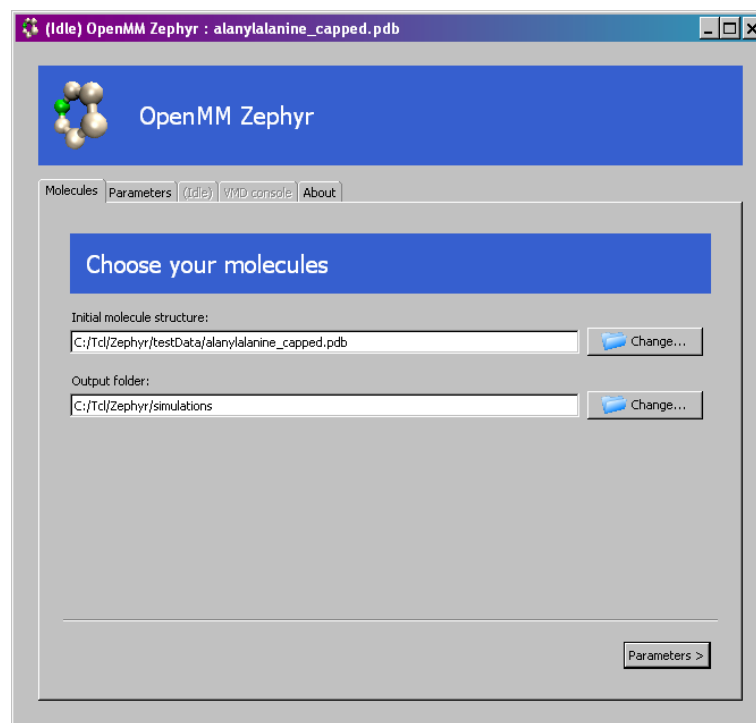 (Idle) OpenMM Zephyr : alanylalanine_capped.pdb
OpenMM Zephyr
Molecules Parameters (Idle) VMD console About
Choose your molecules
Initial molecule structure:
C:/Tcl/Zephyr/testData/alanylalanine_capped.pdb Change...
Output folder:
C:/Tcl/Zephyr/simulations Change...
Parameters >